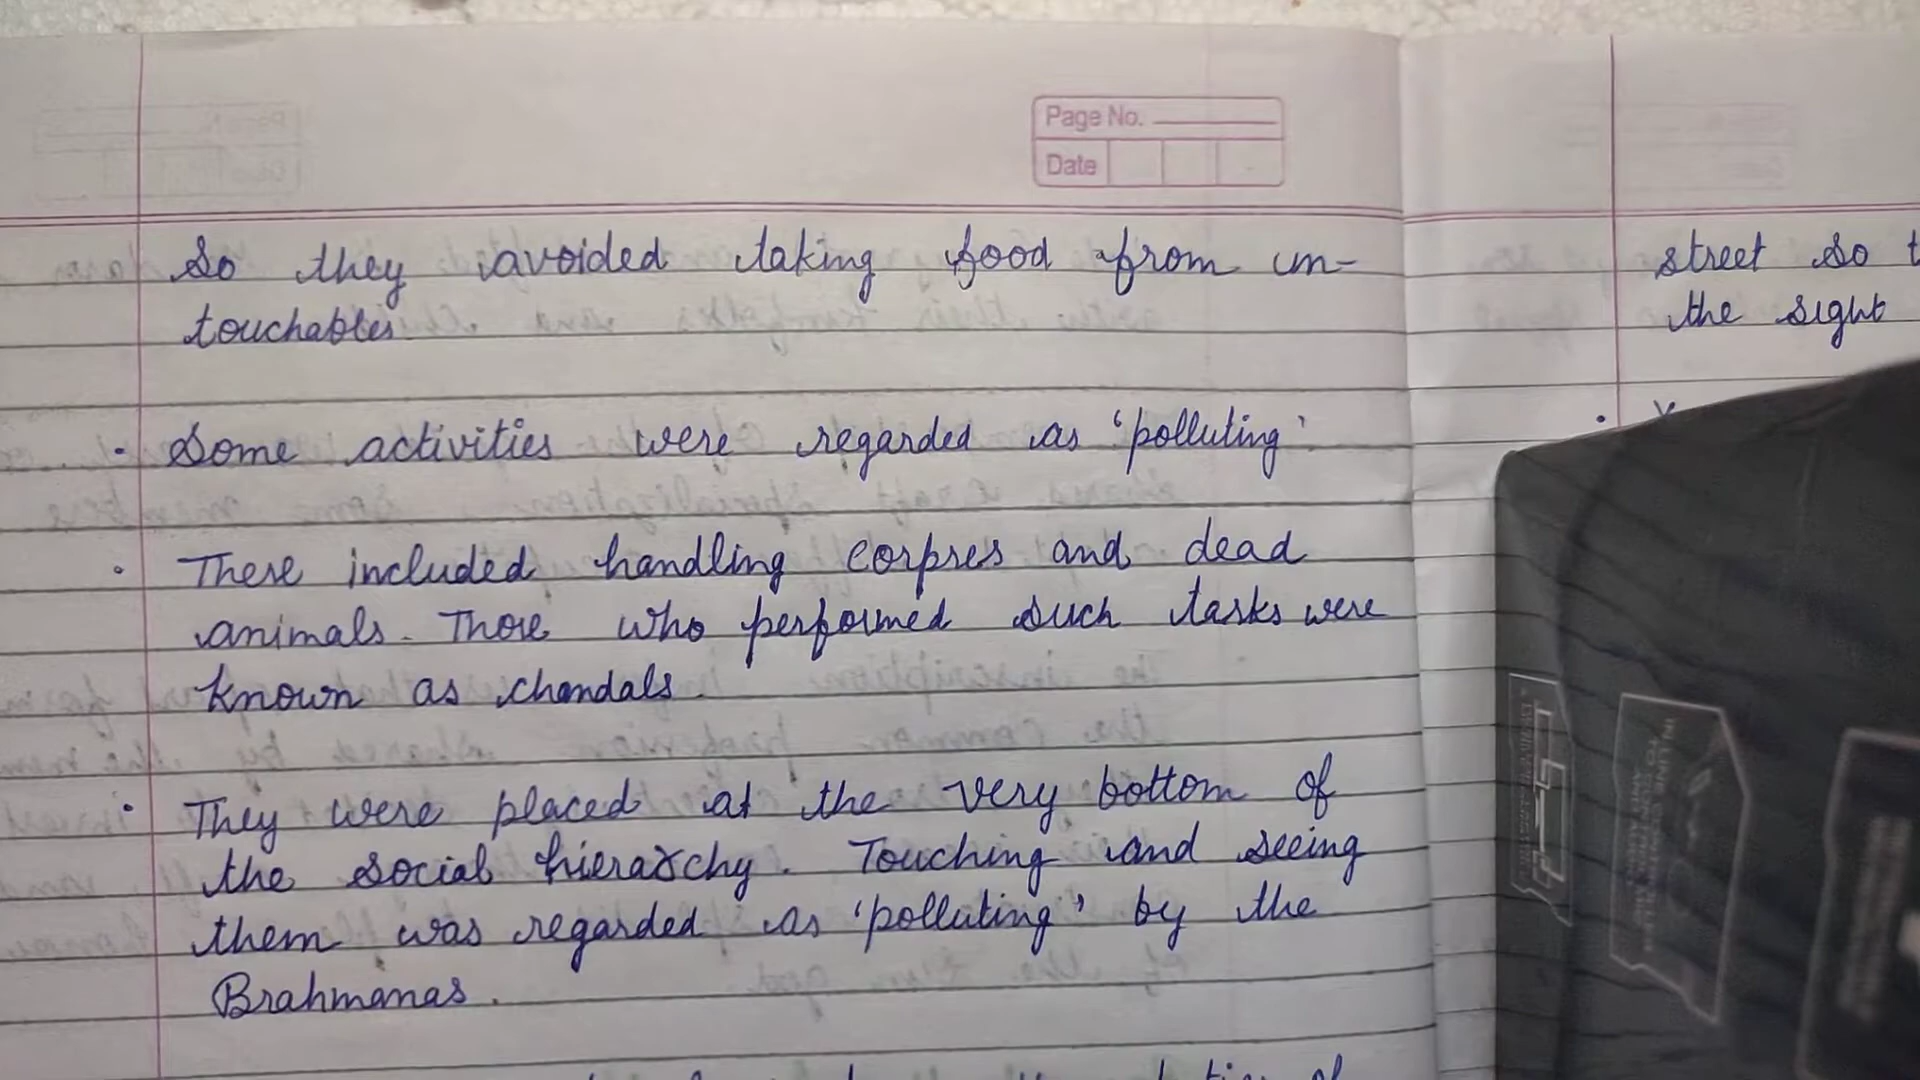 Page No.
Date
So they avoided taking food from un-
touchables.
· Some activities were regarded as 'polluting'
· These included handling corpses and dead
animals. Those who performed such tasks were
known as chandals.
· They were placed at the very bottom of
the social hierarchy. Touching and seeing
them was regarded as 'polluting' by the
Brahmanas.
street so t
the sight